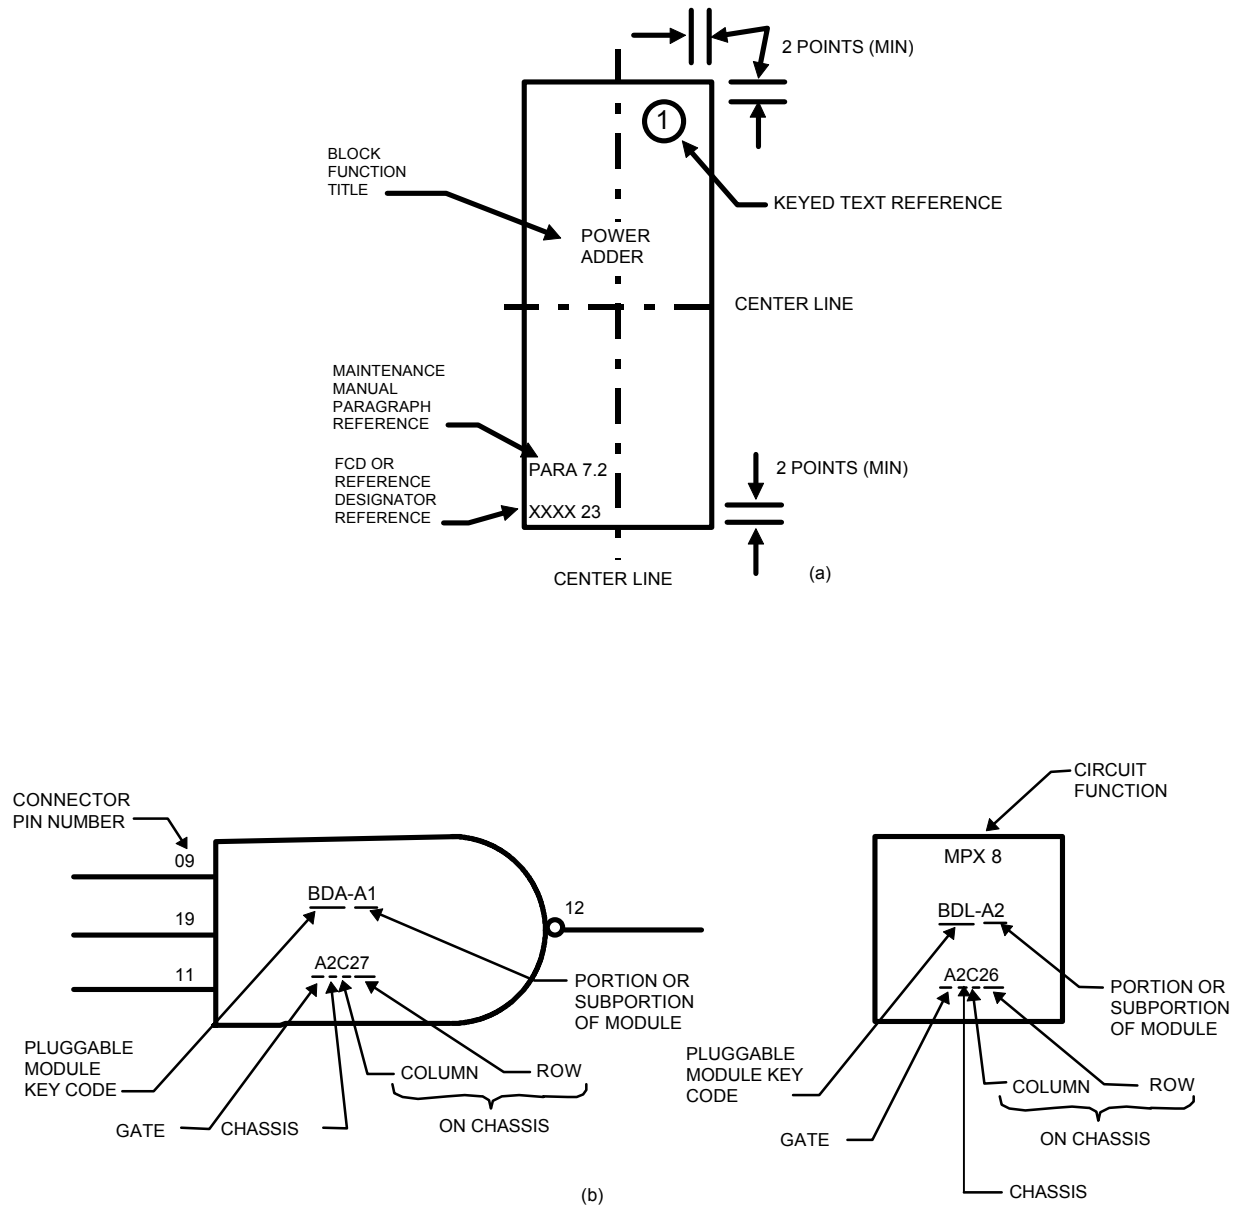 2 POINTS (MIN)
1
BLOCK
FUNCTION
TITLE
KEYED TEXT REFERENCE
POWER
ADDER
CENTER LINE
MAINTENANCE
MANUAL
PARAGRAPH
REFERENCE
PARA 7.2
FCD OR
REFERENCE
DESIGNATOR
REFERENCE
XXXX 23
2 POINTS (MIN)
CENTER LINE
(a)
CONNECTOR
PIN NUMBER
09
19
11
BDA-A1
A2C27
12
PORTION OR
SUBPORTION
OF MODULE
PLUGGABLE
MODULE
KEY CODE
GATE
CHASSIS
COLUMN
ROW
ON CHASSIS
CIRCUIT
FUNCTION
MPX 8
BDL-A2
A2C26
PORTION OR
SUBPORTION
OF MODULE
PLUGGABLE
MODULE KEY
CODE
COLUMN
ROW
GATE
ON CHASSIS
CHASSIS
(b)